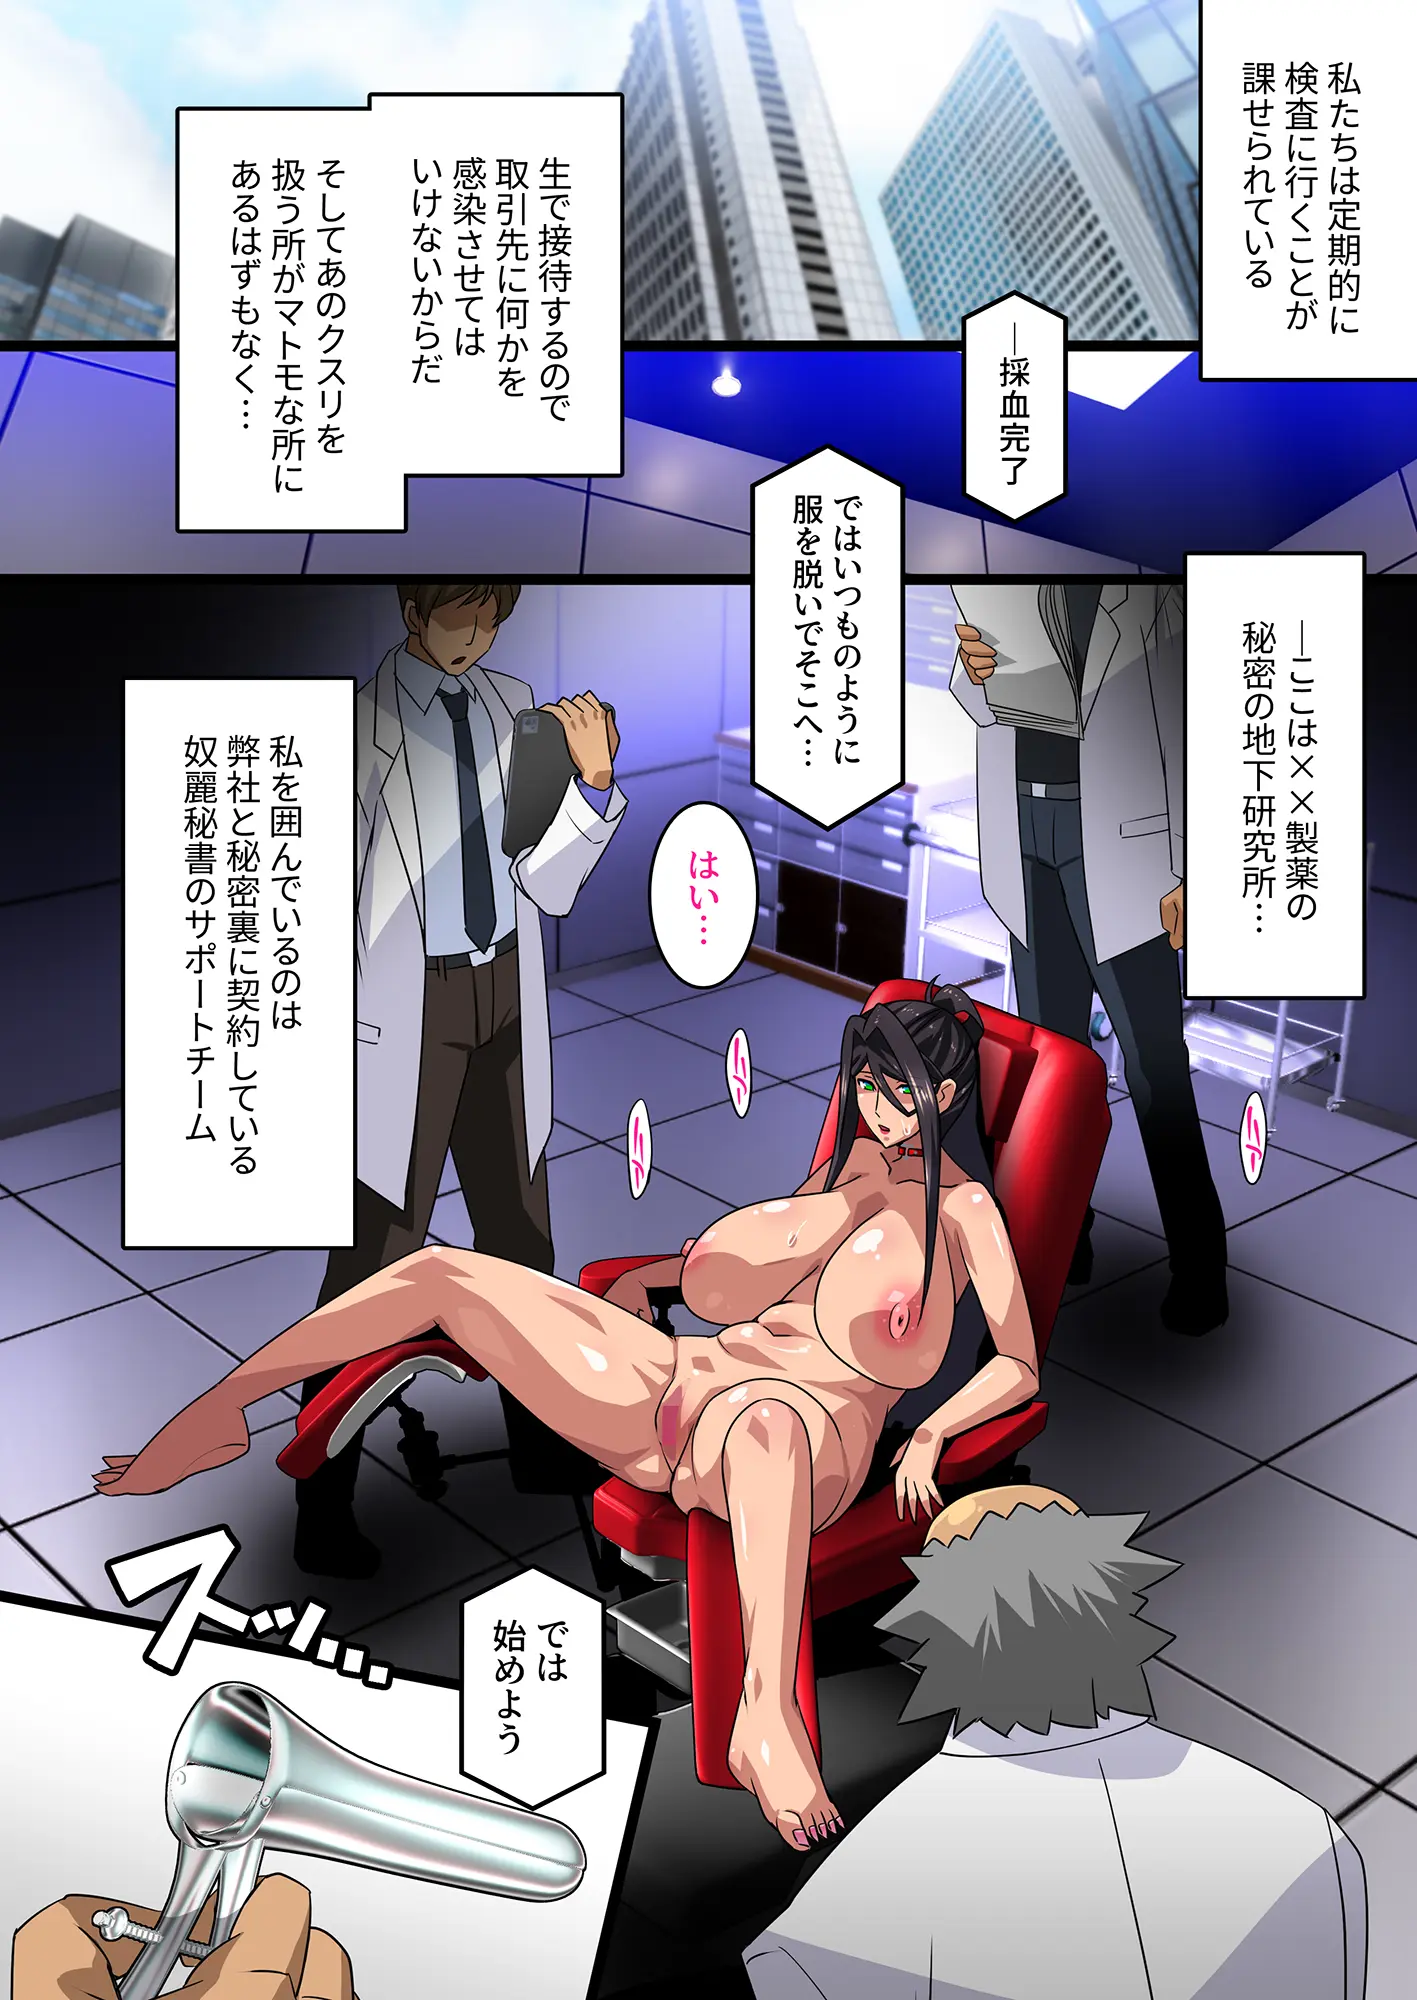 私たちは定期的に
検査に行くことが
課せられている
生で接待するので
取引先に何かを
感染させては
いけないからだ
そしてあのクスリを
扱う所がマトモな所に
あるはずもなく…
―採血完了
ではいつものように
服を脱いでそこへ…
―ここは××製薬の
秘密の地下研究所…
はい…
私を囲んでいるのは
弊社と秘密裏に契約している
奴麗秘書のサポートチーム
では
始めよう
ズッ…